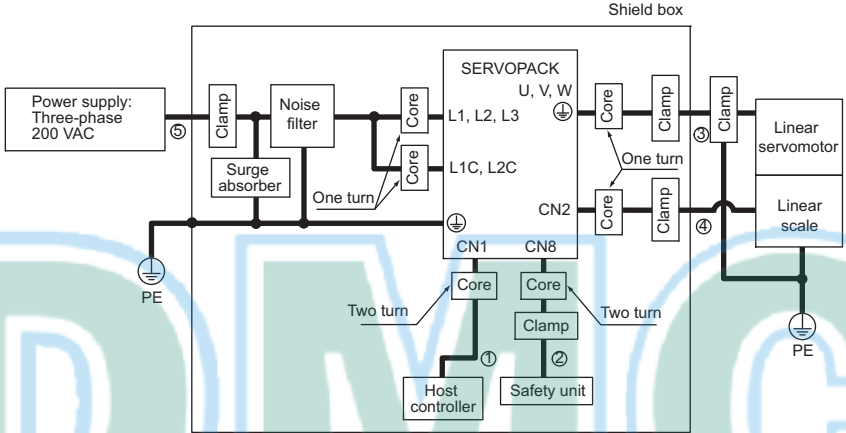 Shield box
Power supply:
Three-phase
200 VAC
⑤
Clamp
Noise
filter
Surge
absorber
Core
Core
One turn
SERVOPACK
U, V, W
L1, L2, L3
L1C, L2C
CN2
CN1
CN8
Core
Clamp
Clamp
③
One turn
Core
Clamp
④
Linear
servomotor
Linear
scale
PE
PE
Two turn
Core
Core
Two turn
Clamp
①
②
Host
controller
Safety unit
DMC